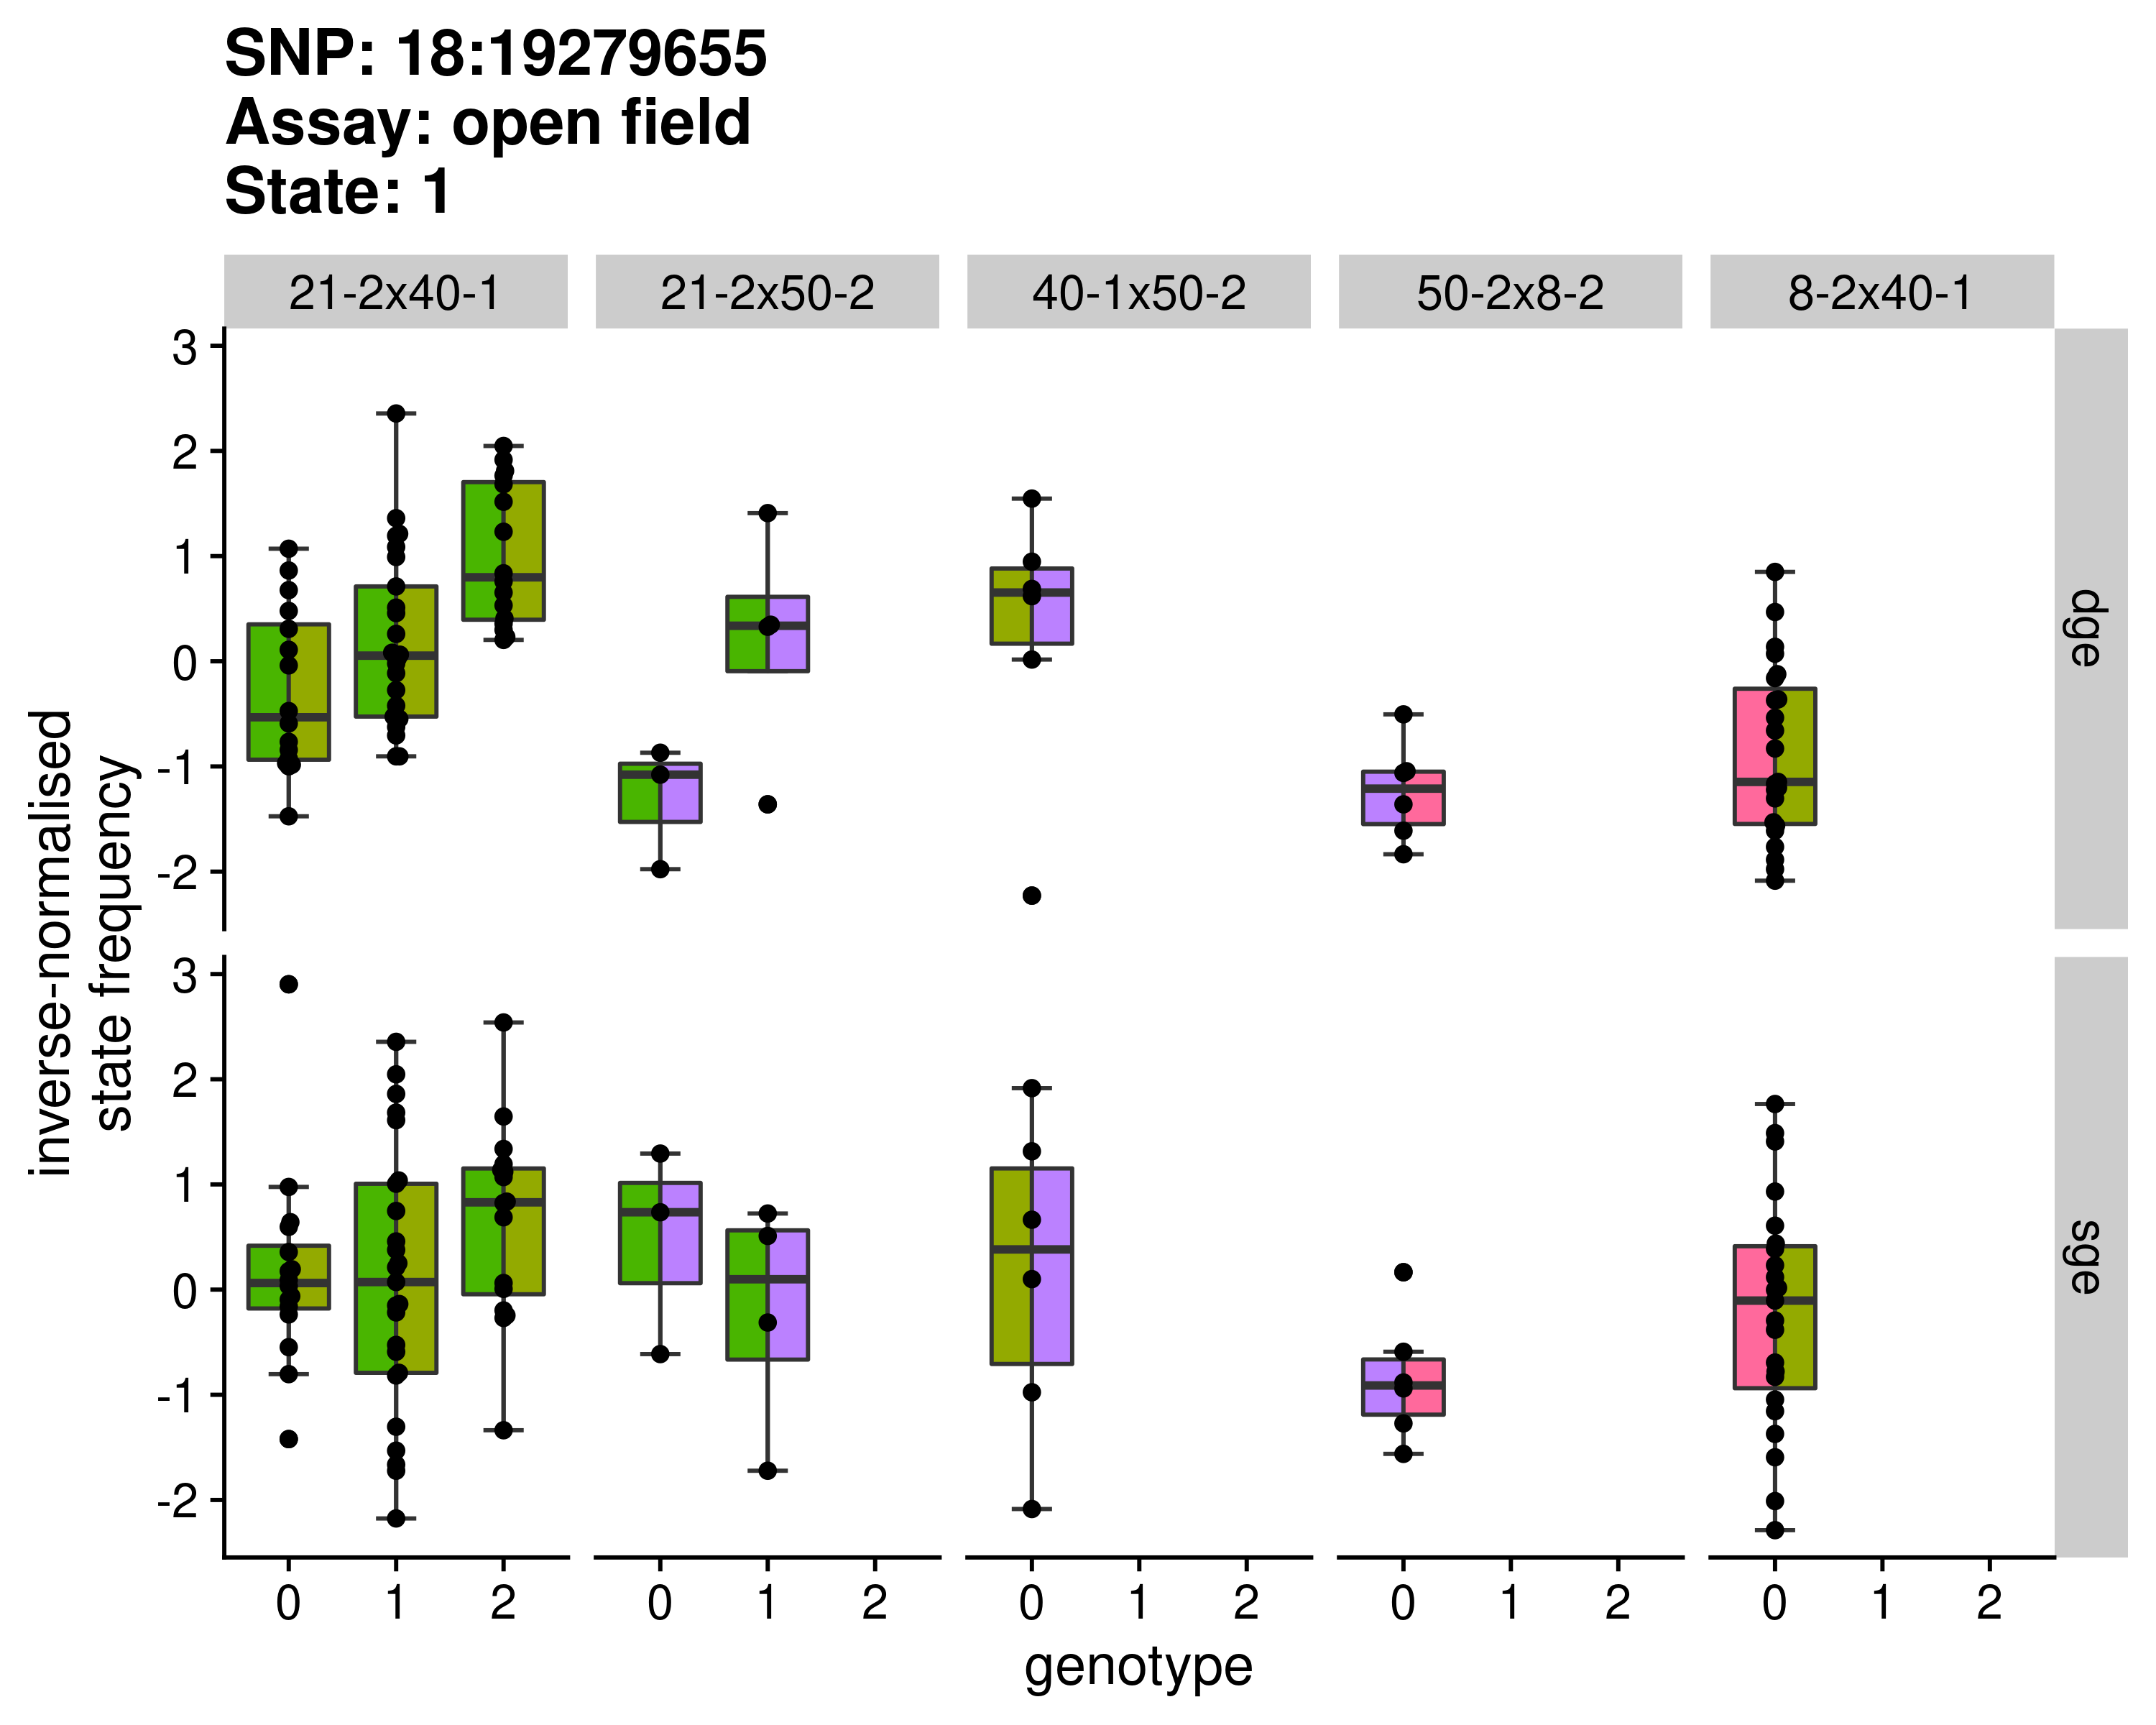 SNP: 18:19279655
Assay: open field
State: 1
21-2x40-1 21-2x50-2 40-1x50-2 50-2x8-2 8-2x40-1
3
2
1
0
-1
-2
dge
3
2
1
0
-1
-2
sge
inverse-normalised
state frequency
0 1 2 0 1 2 0 1 2 0 1 2 0 1 2
genotype